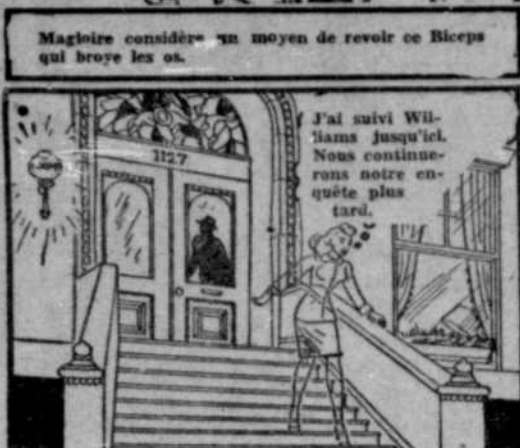 Magloire considère un moyen de revoir ce Biceps
qui broye les os.
J'ai suivi Wil-
liams jusqu'ici.
Nous continue-
rons notre en-
quête plus
tard.
1127